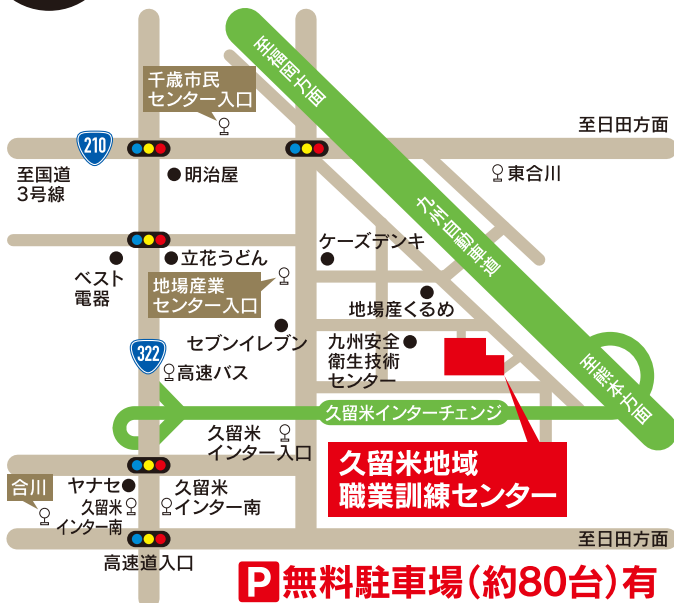 至福岡方面
千歳市民
センター入口
至日田方面
210
至国道
3号線
明治屋
東合川
九州自動車道
ケーズデンキ
立花うどん
ベスト
電器
地場産業
センター入口
地場産くるめ
セブンイレブン
九州安全
衛生技術
センター
322
高速バス
至熊本方面
久留米インターチェンジ
久留米
インター入口
久留米地域
職業訓練センター
合川
ヤナセ
久留米
インター南
久留米
インター南
至日田方面
高速道入口
P無料駐車場(約80台)有